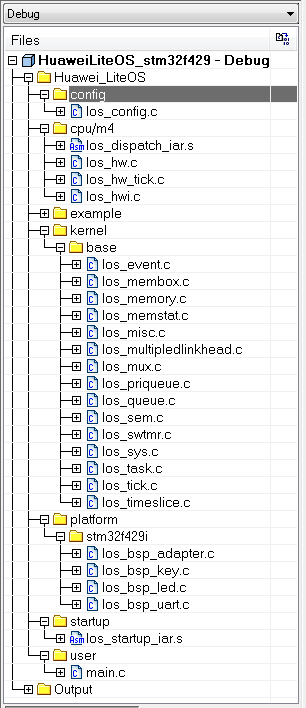 Debug
Files
HuaweiLiteOS_stm32f429 - Debug
Huawei_LiteOS
config
los_config.c
cpu/m4
los_dispatch_iar.s
los_hw.c
los_hw_tick.c
los_hwi.c
example
kernel
base
los_event.c
los_membox.c
los_memory.c
los_memstat.c
los_misc.c
los_multipledlinkhead.c
los_mux.c
los_priqueue.c
los_queue.c
los_sem.c
los_swtmr.c
los_sys.c
los_task.c
los_tick.c
los_timeslice.c
platform
stm32f429i
los_bsp_adapter.c
los_bsp_key.c
los_bsp_led.c
los_bsp_uart.c
startup
los_startup_iar.s
user
main.c
Output